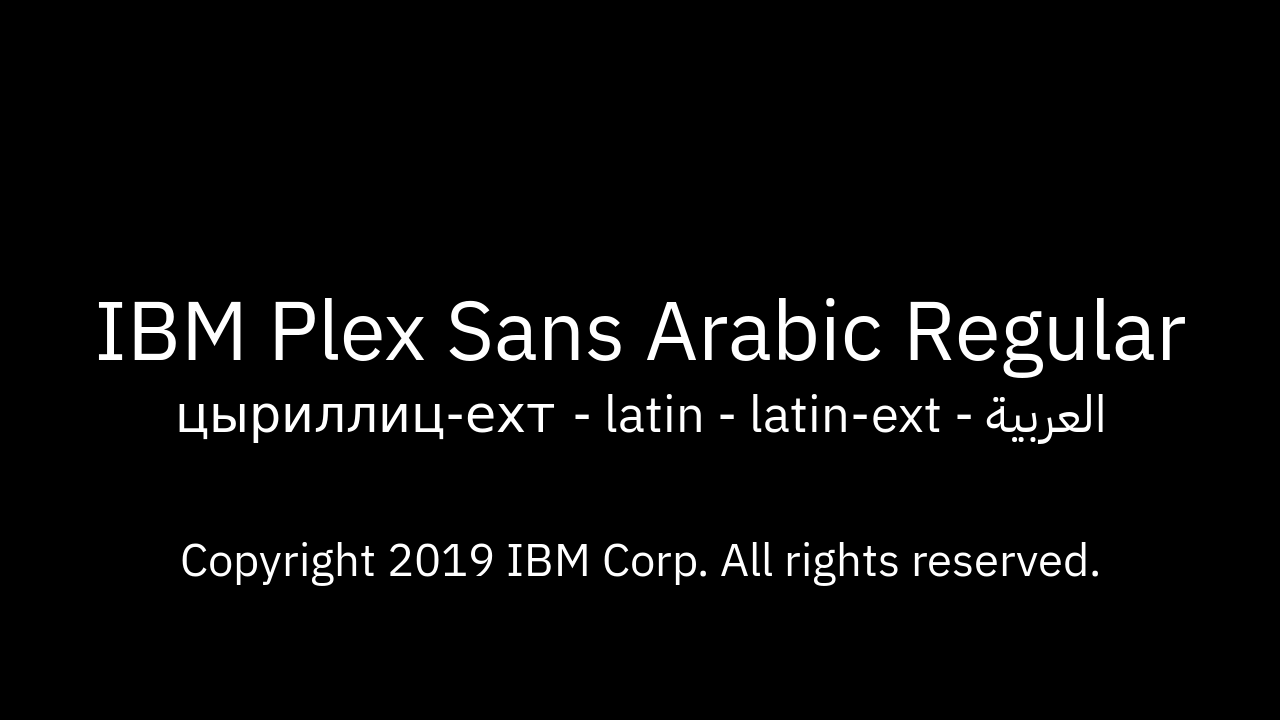 IBM Plex Sans Arabic Regular
цыриллиц-ехт - latin - latin-ext - العربية
Copyright 2019 IBM Corp. All rights reserved.